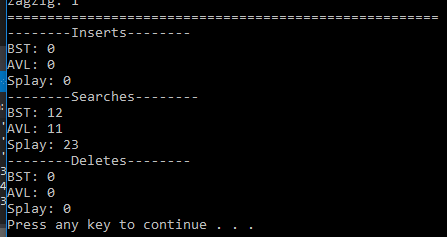 zagzig: 1
======================================================
--------Inserts--------
BST: 0
AVL: 0
Splay: 0
--------Searches--------
BST: 12
AVL: 11
Splay: 23
--------Deletes--------
BST: 0
AVL: 0
Splay: 0
Press any key to continue . . .